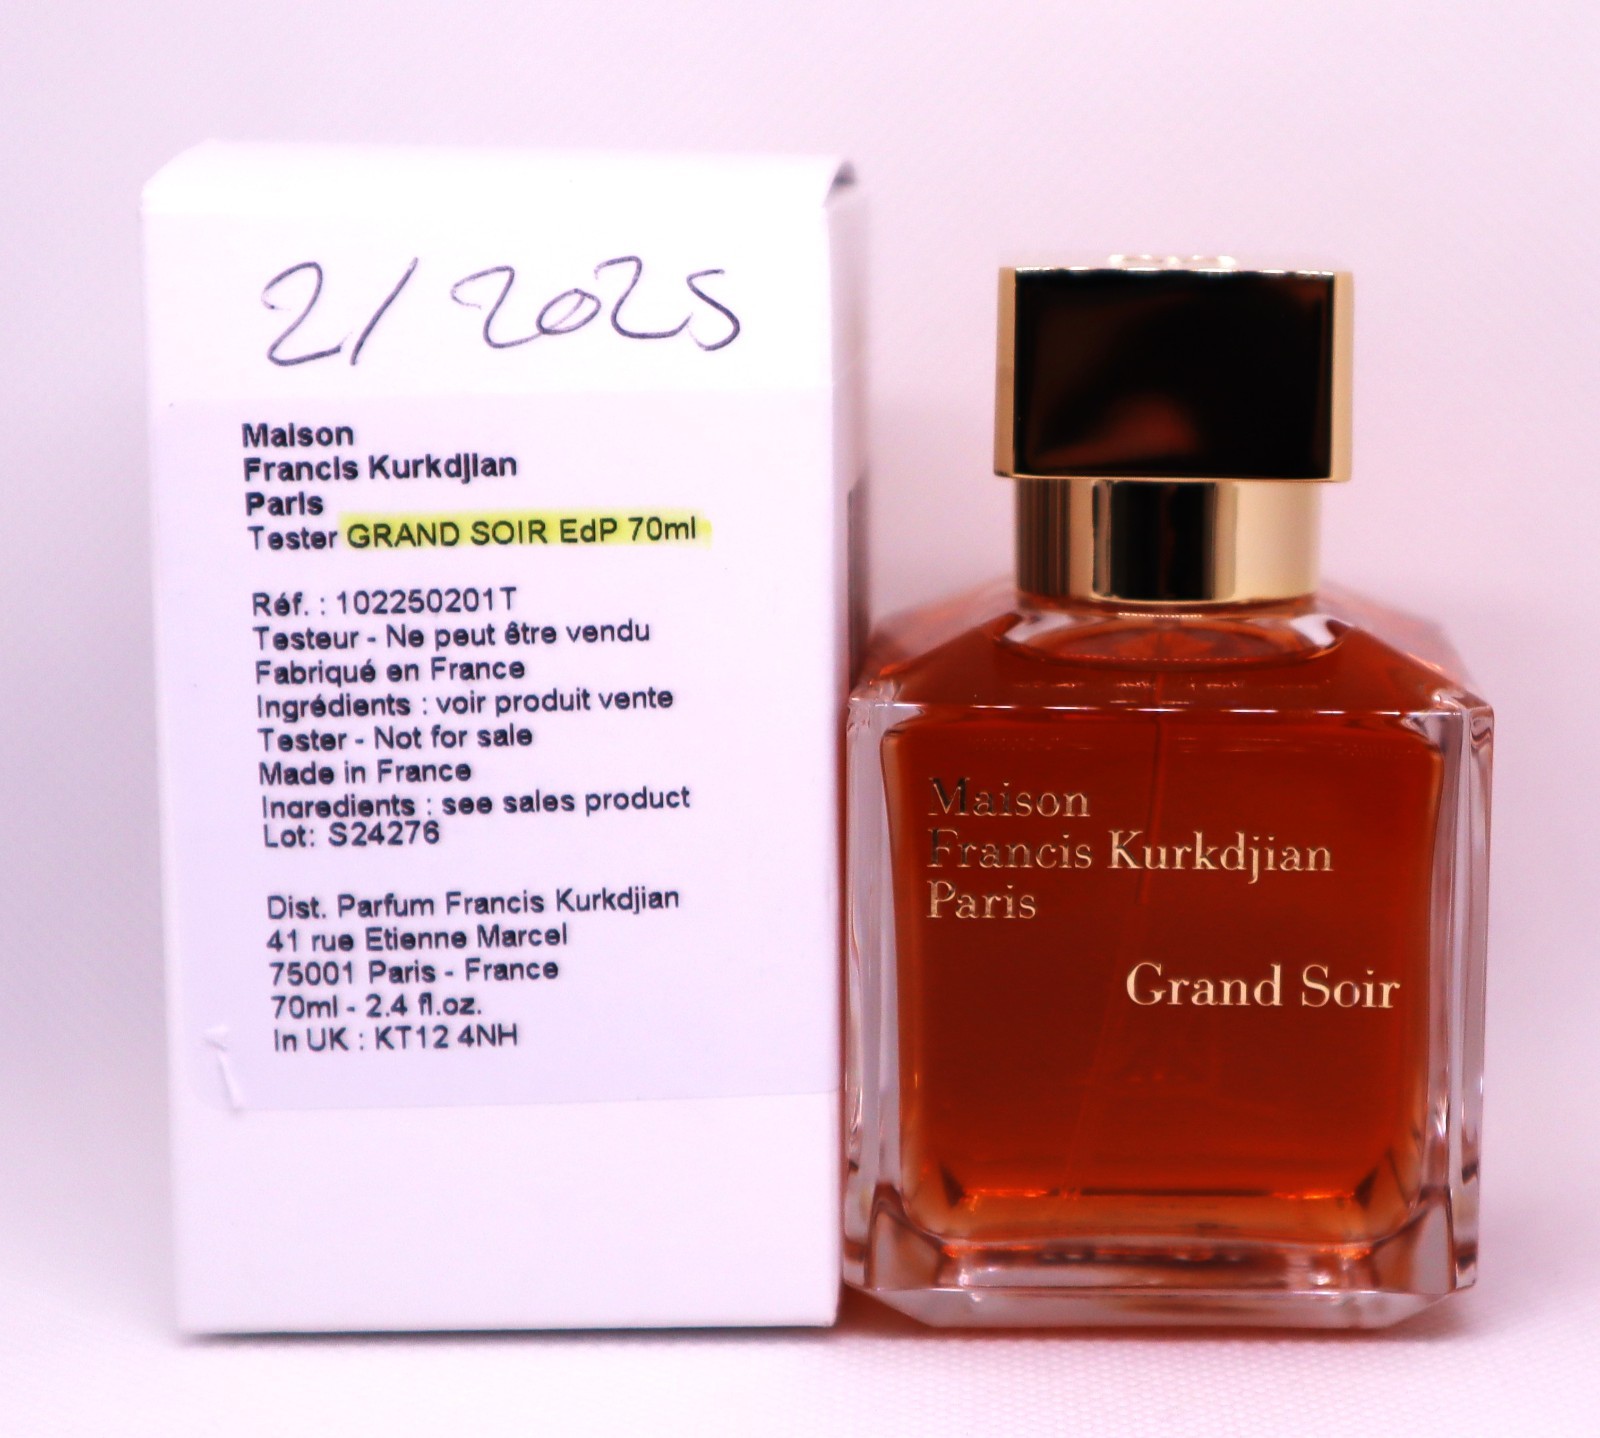 2/2025
Maison
Francis Kurkdjian
Paris
Tester GRAND SOIR EdP 70ml
Réf. : 102250201T
Testeur - Ne peut être vendu
Fabriqué en France
Ingrédients : voir produit vente
Tester - Not for sale
Made in France
Ingredients : see sales product
Lot: S24276
Dist. Parfum Francis Kurkdjian
41 rue Etienne Marcel
75001 Paris - France
70ml - 2.4 fl.oz.
In UK : KT12 4NH
Maison
Francis Kurkdjian
Paris
Grand Soir